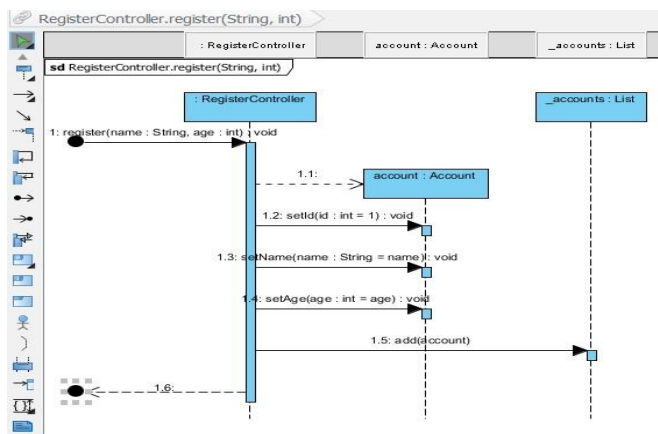 RegisterController.register(String, int)
: RegisterController
account : Account
_accounts : List
sd RegisterController.register(String, int)
: RegisterController
_accounts : List
1: register(name : String, age : int) : void
1.1:
account : Account
1.2: setId(id : int = 1) : void
1.3: setName(name : String = name) : void
1.4: setAge(age : int = age) : void
1.5: add(account)
1.6: